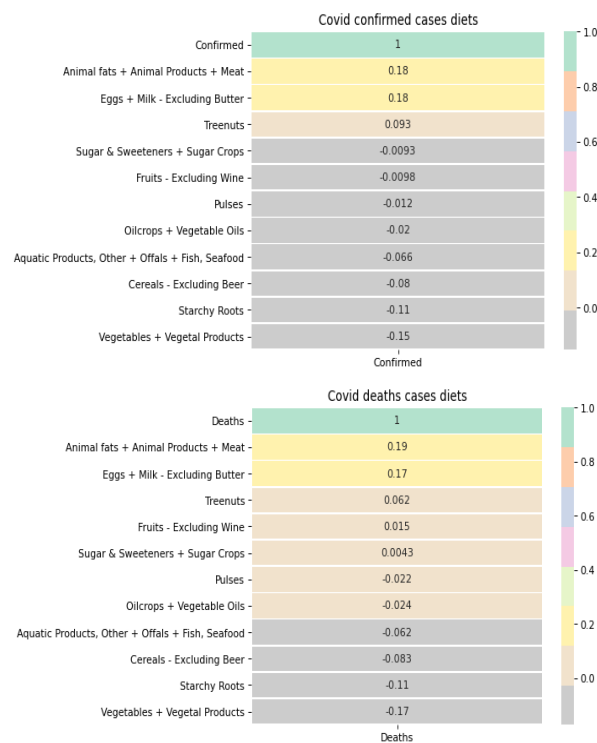 Covid confirmed cases diets
Confirmed 1
Animal fats + Animal Products + Meat 0.18
Eggs + Milk - Excluding Butter 0.18
Treenuts 0.093
Sugar & Sweeteners + Sugar Crops -0.0093
Fruits - Excluding Wine -0.0098
Pulses -0.012
Oilcrops + Vegetable Oils -0.02
Aquatic Products, Other + Offals + Fish, Seafood -0.066
Cereals - Excluding Beer -0.08
Starchy Roots -0.11
Vegetables + Vegetal Products -0.15
Confirmed
1.0
0.8
0.6
0.4
0.2
0.0
Covid deaths cases diets
Deaths 1
Animal fats + Animal Products + Meat 0.19
Eggs + Milk - Excluding Butter 0.17
Treenuts 0.062
Fruits - Excluding Wine 0.015
Sugar & Sweeteners + Sugar Crops 0.0043
Pulses -0.022
Oilcrops + Vegetable Oils -0.024
Aquatic Products, Other + Offals + Fish, Seafood -0.062
Cereals - Excluding Beer -0.083
Starchy Roots -0.11
Vegetables + Vegetal Products -0.17
Deaths
1.0
0.8
0.6
0.4
0.2
0.0